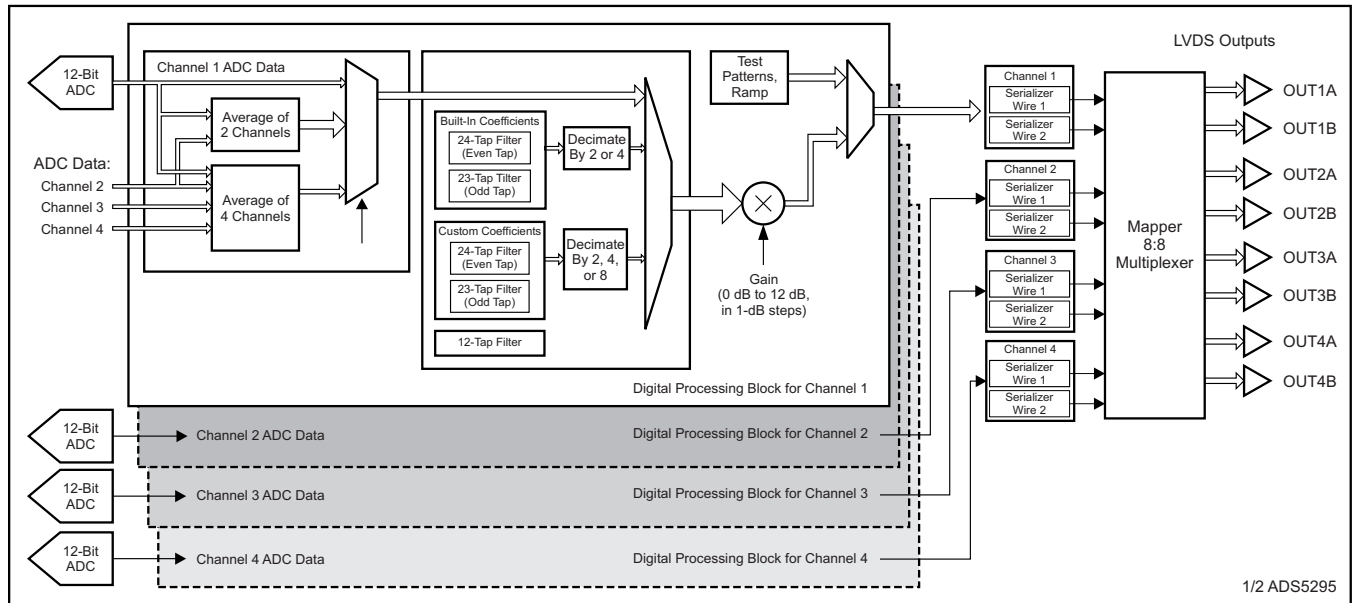 LVDS Outputs
12-Bit
ADC
Channel 1 ADC Data
Average of
2 Channels
ADC Data:
Channel 2
Channel 3
Channel 4
Average of
4 Channels
Built-In Coefficients
24-Tap Filter
(Even Tap)
23-Tap Tilter
(Odd Tap)
Decimate
By 2 or 4
Custom Coefficients
24-Tap Filter
(Even Tap)
23-Tap Filter
(Odd Tap)
Decimate
By 2, 4,
or 8
12-Tap Filter
Test
Patterns,
Ramp
Gain
(0 dB to 12 dB,
in 1-dB steps)
Digital Processing Block for Channel 1
12-Bit
ADC
Channel 2 ADC Data
Digital Processing Block for Channel 2
12-Bit
ADC
Channel 3 ADC Data
Digital Processing Block for Channel 3
12-Bit
ADC
Channel 4 ADC Data
Digital Processing Block for Channel 4
Channel 1
Serializer
Wire 1
Serializer
Wire 2
Channel 2
Serializer
Wire 1
Serializer
Wire 2
Channel 3
Serializer
Wire 1
Serializer
Wire 2
Channel 4
Serializer
Wire 1
Serializer
Wire 2
Mapper
8:8
Multiplexer
OUT1A
OUT1B
OUT2A
OUT2B
OUT3A
OUT3B
OUT4A
OUT4B
1/2 ADS5295